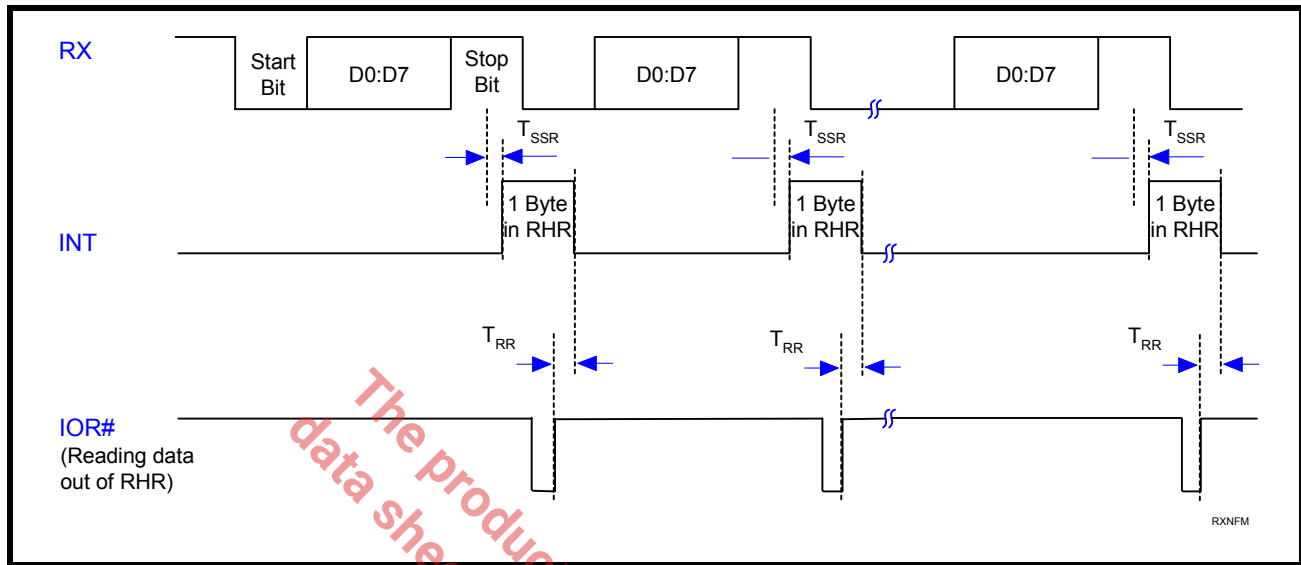 RX
Start
Bit
D0:D7
Stop
Bit
D0:D7
D0:D7
TSSR
TSSR
TSSR
INT
1 Byte
in RHR
1 Byte
in RHR
1 Byte
in RHR
TRR
TRR
TRR
IOR#
(Reading data
out of RHR)
The produc
data shee
RXNFM